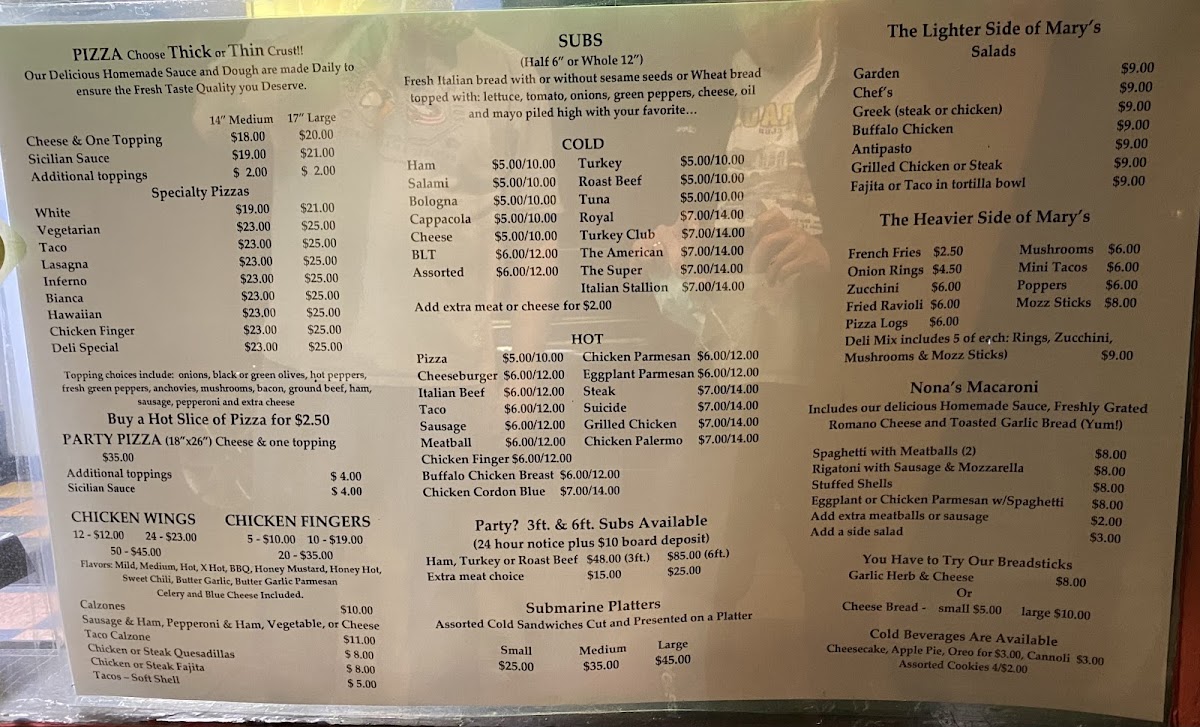 PIZZA Choose Thick or Thin Crust!!
Our Delicious Homemade Sauce and Dough are made Daily to
ensure the Fresh Taste Quality you Deserve.
14" Medium 17" Large
Cheese & One Topping $18.00 $20.00
Sicilian Sauce $19.00 $21.00
Additional toppings $ 2.00 $ 2.00
Specialty Pizzas
White $19.00 $21.00
Vegetarian $23.00 $25.00
Taco $23.00 $25.00
Lasagna $23.00 $25.00
Inferno $23.00 $25.00
Bianca $23.00 $25.00
Hawaiian $23.00 $25.00
Chicken Finger $23.00 $25.00
Deli Special $23.00 $25.00
Topping choices include: onions, black or green olives, hot peppers,
fresh green peppers, anchovies, mushrooms, bacon, ground beef, ham,
sausage, pepperoni and extra cheese
Buy a Hot Slice of Pizza for $2.50
PARTY PIZZA (18"x26") Cheese & one topping
$35.00
Additional toppings $ 4.00
Sicilian Sauce $ 4.00
CHICKEN WINGS
12 - $12.00 24 - $23.00
50 - $45.00
CHICKEN FINGERS
5 - $10.00 10 - $19.00
20 - $35.00
Flavors: Mild, Medium, Hot, X Hot, BBQ, Honey Mustard, Honey Hot,
Sweet Chili, Butter Garlic, Butter Garlic Parmesan
Celery and Blue Cheese Included.
Calzones $10.00
Sausage & Ham, Pepperoni & Ham, Vegetable, or Cheese
Taco Calzone $11.00
Chicken or Steak Quesadillas $ 8.00
Chicken or Steak Fajita $ 8.00
Tacos – Soft Shell $ 5.00
SUBS
(Half 6" or Whole 12")
Fresh Italian bread with or without sesame seeds or Wheat bread
topped with: lettuce, tomato, onions, green peppers, cheese, oil
and mayo piled high with your favorite...
COLD
Ham $5.00/10.00 Turkey $5.00/10.00
Salami $5.00/10.00 Roast Beef $5.00/10.00
Bologna $5.00/10.00 Tuna $5.00/10.00
Cappacola $5.00/10.00 Royal $7.00/14.00
Cheese $5.00/10.00 Turkey Club $7.00/14.00
BLT $6.00/12.00 The American $7.00/14.00
Assorted $6.00/12.00 The Super $7.00/14.00
Italian Stallion $7.00/14.00
Add extra meat or cheese for $2.00
HOT
Pizza $5.00/10.00 Chicken Parmesan $6.00/12.00
Cheeseburger $6.00/12.00 Eggplant Parmesan $6.00/12.00
Italian Beef $6.00/12.00 Steak $7.00/14.00
Taco $6.00/12.00 Suicide $7.00/14.00
Sausage $6.00/12.00 Grilled Chicken $7.00/14.00
Meatball $6.00/12.00 Chicken Palermo $7.00/14.00
Chicken Finger $6.00/12.00
Buffalo Chicken Breast $6.00/12.00
Chicken Cordon Blue $7.00/14.00
Party? 3ft. & 6ft. Subs Available
(24 hour notice plus $10 board deposit)
Ham, Turkey or Roast Beef $48.00 (3ft.) $85.00 (6ft.)
Extra meat choice $15.00 $25.00
Submarine Platters
Assorted Cold Sandwiches Cut and Presented on a Platter
Small Medium Large
$25.00 $35.00 $45.00
The Lighter Side of Mary's
Salads
Garden $9.00
Chef's $9.00
Greek (steak or chicken) $9.00
Buffalo Chicken $9.00
Antipasto $9.00
Grilled Chicken or Steak $9.00
Fajita or Taco in tortilla bowl $9.00
The Heavier Side of Mary's
French Fries $2.50 Mushrooms $6.00
Onion Rings $4.50 Mini Tacos $6.00
Zucchini $6.00 Poppers $6.00
Fried Ravioli $6.00 Mozz Sticks $8.00
Pizza Logs $6.00
Deli Mix includes 5 of each: Rings, Zucchini,
Mushrooms & Mozz Sticks) $9.00
Nona's Macaroni
Includes our delicious Homemade Sauce, Freshly Grated
Romano Cheese and Toasted Garlic Bread (Yum!)
Spaghetti with Meatballs (2) $8.00
Rigatoni with Sausage & Mozzarella $8.00
Stuffed Shells $8.00
Eggplant or Chicken Parmesan w/Spaghetti $8.00
Add extra meatballs or sausage $2.00
Add a side salad $3.00
You Have to Try Our Breadsticks
Garlic Herb & Cheese $8.00
Or
Cheese Bread - small $5.00 large $10.00
Cold Beverages Are Available
Cheesecake, Apple Pie, Oreo for $3.00, Cannoli $3.00
Assorted Cookies 4/$2.00